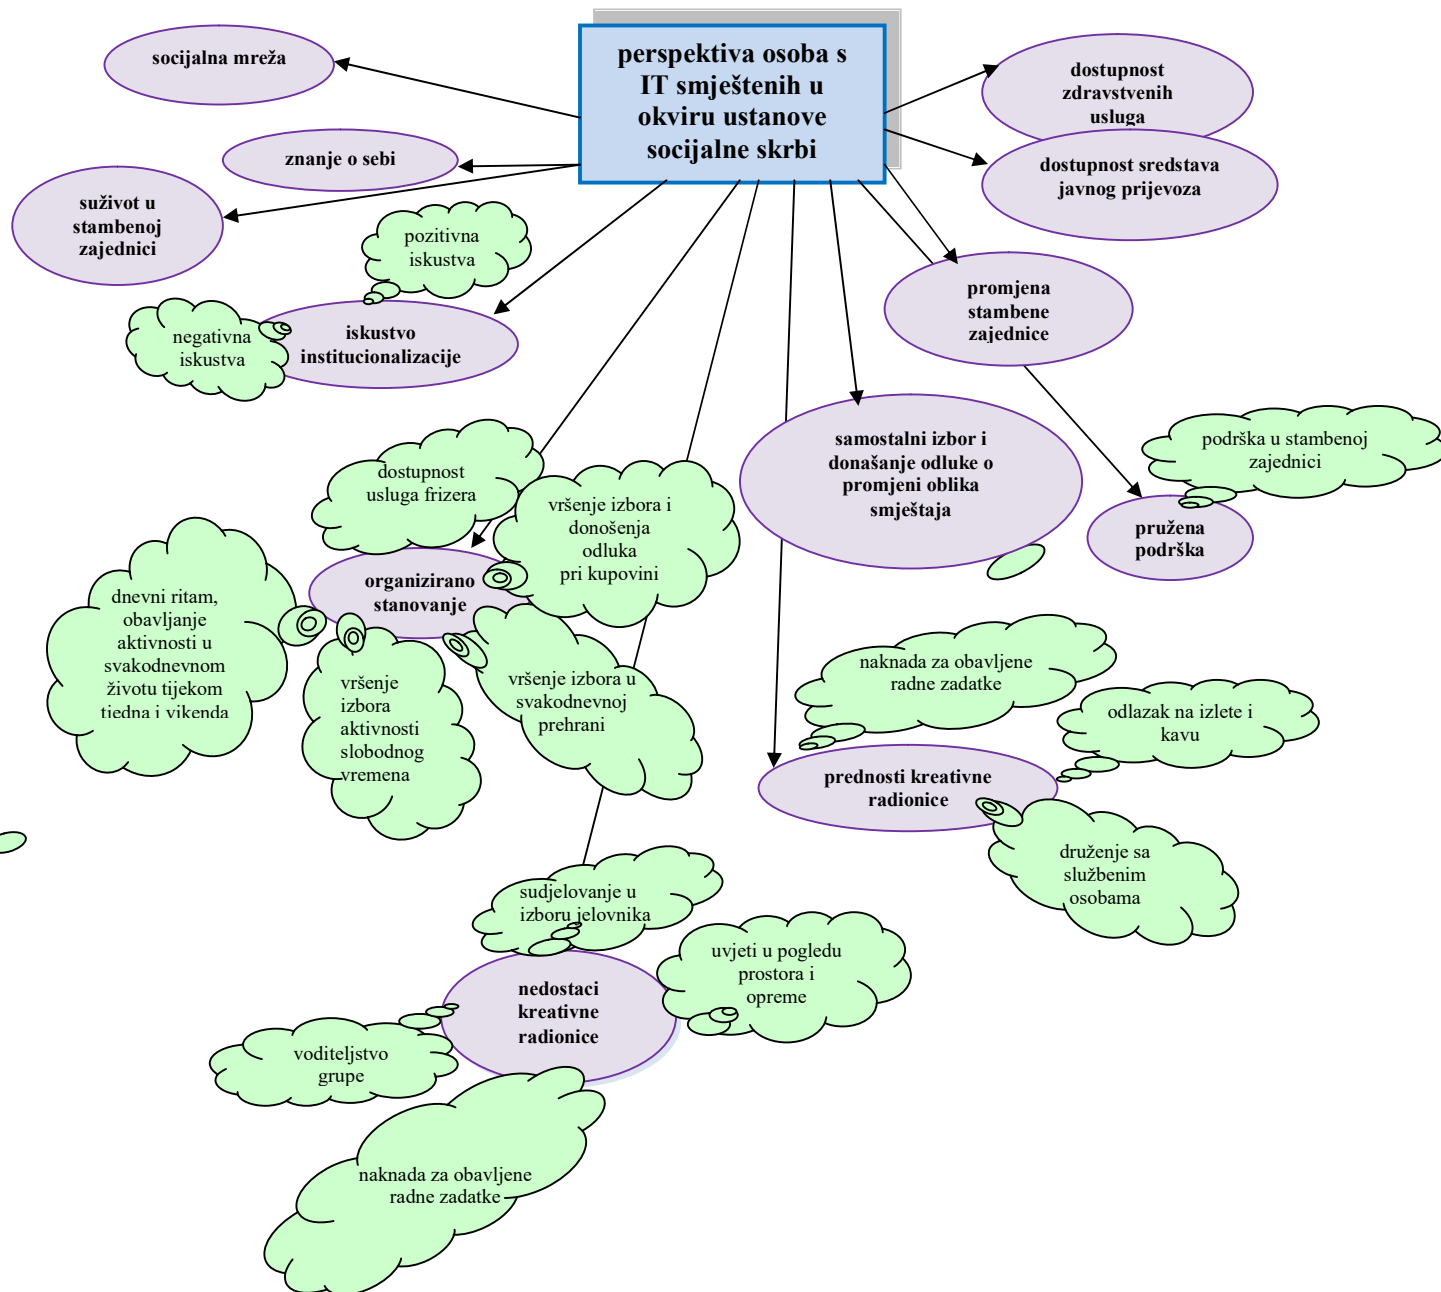 perspektiva osoba s
IT smještenih u
okviru ustanove
socijalne skrbi
socijalna mreža
dostupnost
zdravstvenih
usluga
znanje o sebi
dostupnost sredstava
javnog prijevoza
suživot u
stambenoj
zajednici
pozitivna
iskustva
negativna
iskustva
iskustvo
institucionalizacije
promjena
stambene
zajednice
samostalni izbor i
donašanje odluke o
promjeni oblika
smještaja
podrška u stambenoj
zajednici
pružena
podrška
dostupnost
usluga frizera
vršenje izbora i
donošenja
odluka
pri kupovini
organizirano
stanovanje
dnevni ritam,
obavljanje
aktivnosti u
svakodnevnom
životu tijekom
tjedna i vikenda
vršenje
izbora
aktivnosti
slobodnog
vremena
vršenje izbora u
svakodnevnoj
prehrani
naknada za obavljene
radne zadatke
odlazak na izlete i
kavu
prednosti kreativne
radionice
druženje sa
službenim
osobama
sudjelovanje u
izboru jelovnika
uvjeti u pogledu
prostora i
opreme
nedostaci
kreativne
radionice
voditeljstvo
grupe
naknada za obavljene
radne zadatke